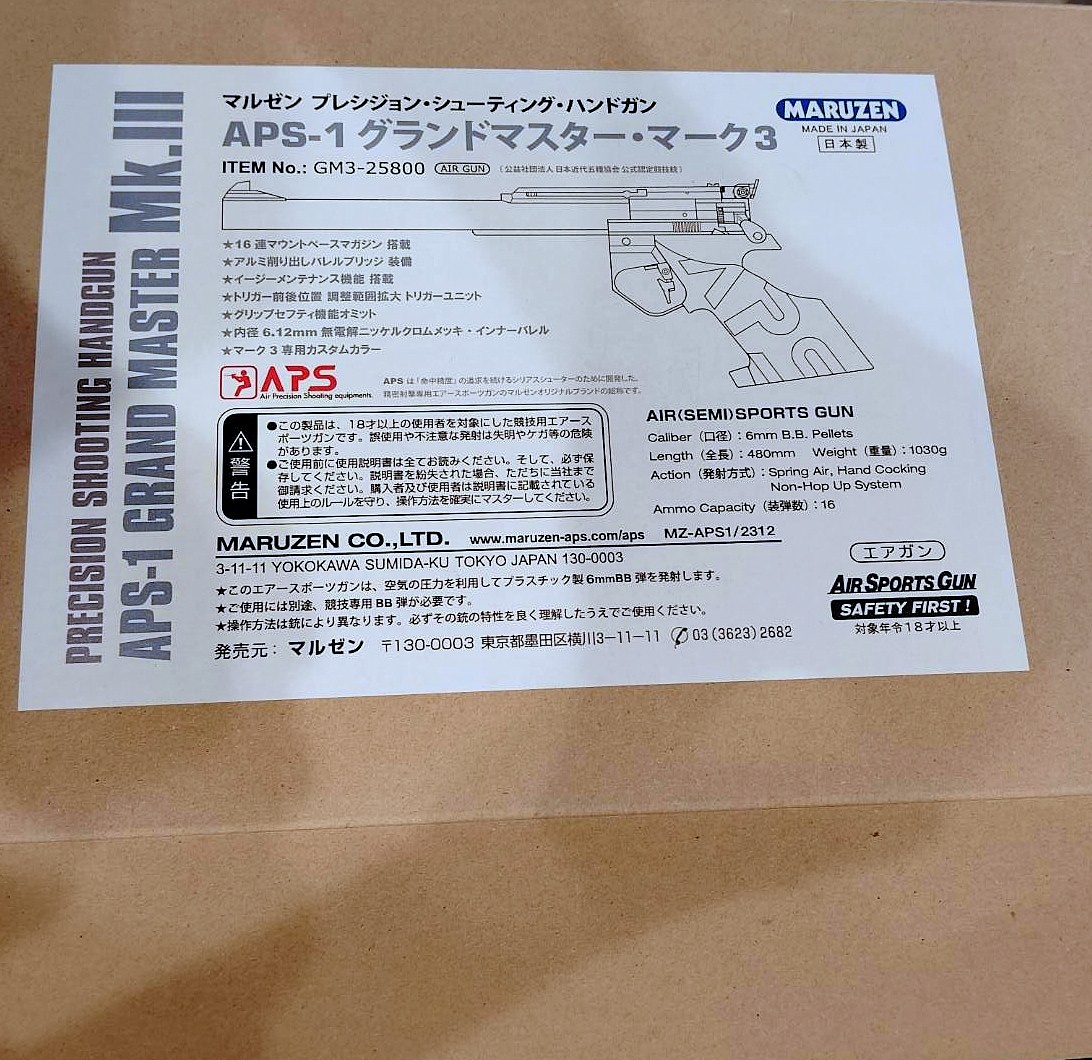 PRECISION SHOOTING HANDGUN
APS-1 GRAND MASTER Mk.III
マルゼン プレシジョン・シューティング・ハンドガン
APS-1 グランドマスター・マーク3
MARUZEN
MADE IN JAPAN
日本製
ITEM No.: GM3-25800 AIR GUN (公益社団法人 日本近代五種協会 公式認定競技銃)
★16 連マウントベースマガジン 搭載
★アルミ削り出しバレルブリッジ 装備
★イージーメンテナンス機能 搭載
★トリガー前後位置 調整範囲拡大 トリガーユニット
★グリップセフティ機能オミット
★内径 6.12mm 無電解ニッケルクロムメッキ・インナーバレル
★マーク 3 専用カスタムカラー
APS
APS
Air Precision Shooting equipments.
APS は「命中精度」の追求を続けるシリアスシューターのために開発した、
精密射撃専用エアースポーツガンのマルゼンオリジナルブランドの総称です。
警告
●この製品は、18才以上の使用者を対象にした競技用エアース
ポーツガンです。誤使用や不注意な発射は失明やケガ等の危険
があります。
●ご使用前に使用説明書は全てお読みください。そして、必ず保
存してください。説明書を紛失された場合、ただちに当社まで
御請求ください。購入者及び使用者は説明書に記載されている
使用上のルールを守り、操作方法を確実にマスターしてください。
AIR(SEMI)SPORTS GUN
Caliber (口径) : 6mm B.B. Pellets
Length (全長) : 480mm Weight (重量) : 1030g
Action (発射方式) : Spring Air, Hand Cocking
Non-Hop Up System
Ammo Capacity (装弾数) : 16
MARUZEN CO.,LTD. www.maruzen-aps.com/aps MZ-APS1/2312
3-11-11 YOKOKAWA SUMIDA-KU TOKYO JAPAN 130-0003
★このエアースポーツガンは、空気の圧力を利用してプラスチック製6mmBB 弾を発射します。
★ご使用には別途、競技専用 BB 弾が必要です。
★操作方法は銃により異なります。必ずその銃の特性を良く理解したうえでご使用ください。
発売元: マルゼン 〒130-0003 東京都墨田区横川3-11-11 03 (3623) 2682
エアガン
AIR SPORTS GUN
SAFETY FIRST !
対象年令18才以上